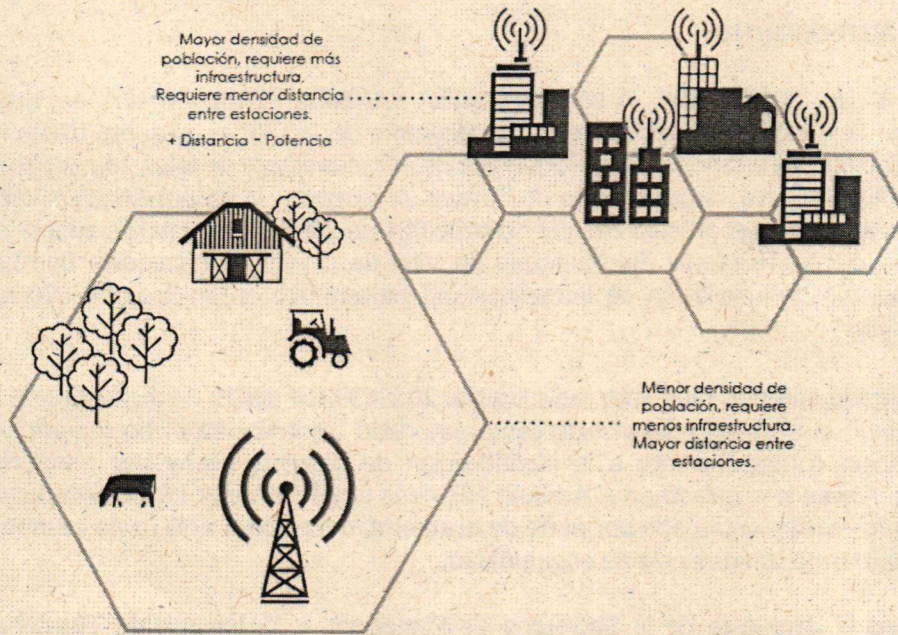 Mayor densidad de
población, requiere más
infraestructura.
Requiere menor distancia
entre estaciones.
+ Distancia - Potencia
Menor densidad de
población, requiere
menos infraestructura.
Mayor distancia entre
estaciones.